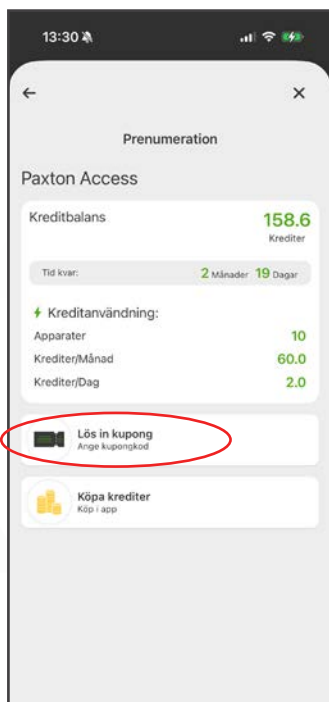 13:30
Prenumeration
Paxton Access
Kreditbalans 158.6
Krediter
Tid kvar: 2 Månader 19 Dagar
Kreditanvändning:
Apparater 10
Krediter/Månad 60.0
Krediter/Dag 2.0
Lös in kupong
Ange kupongkod
Köpa krediter
Köp i app